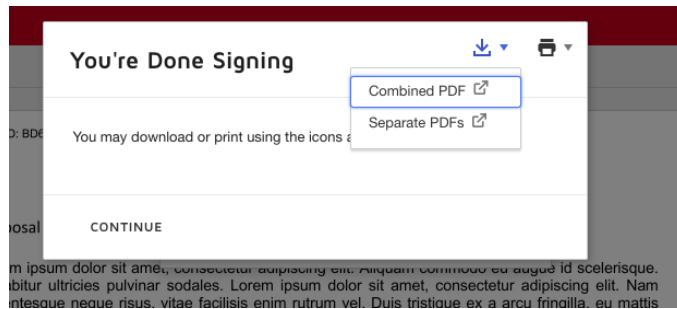 You're Done Signing
Combined PDF
Separate PDFs
D: BD6
You may download or print using the icons
CONTINUE
posal
m ipsum dolor sit amet, consectetur adipiscing elit. Aliquam commodo eu augue id scelerisque.
abitur ultricies pulvinar sodales. Lorem ipsum dolor sit amet, consectetur adipiscing elit. Nam
entesque neque risus, vitae facilisis enim rutrum vel. Duis tristique ex a arcu fringilla, eu mattis